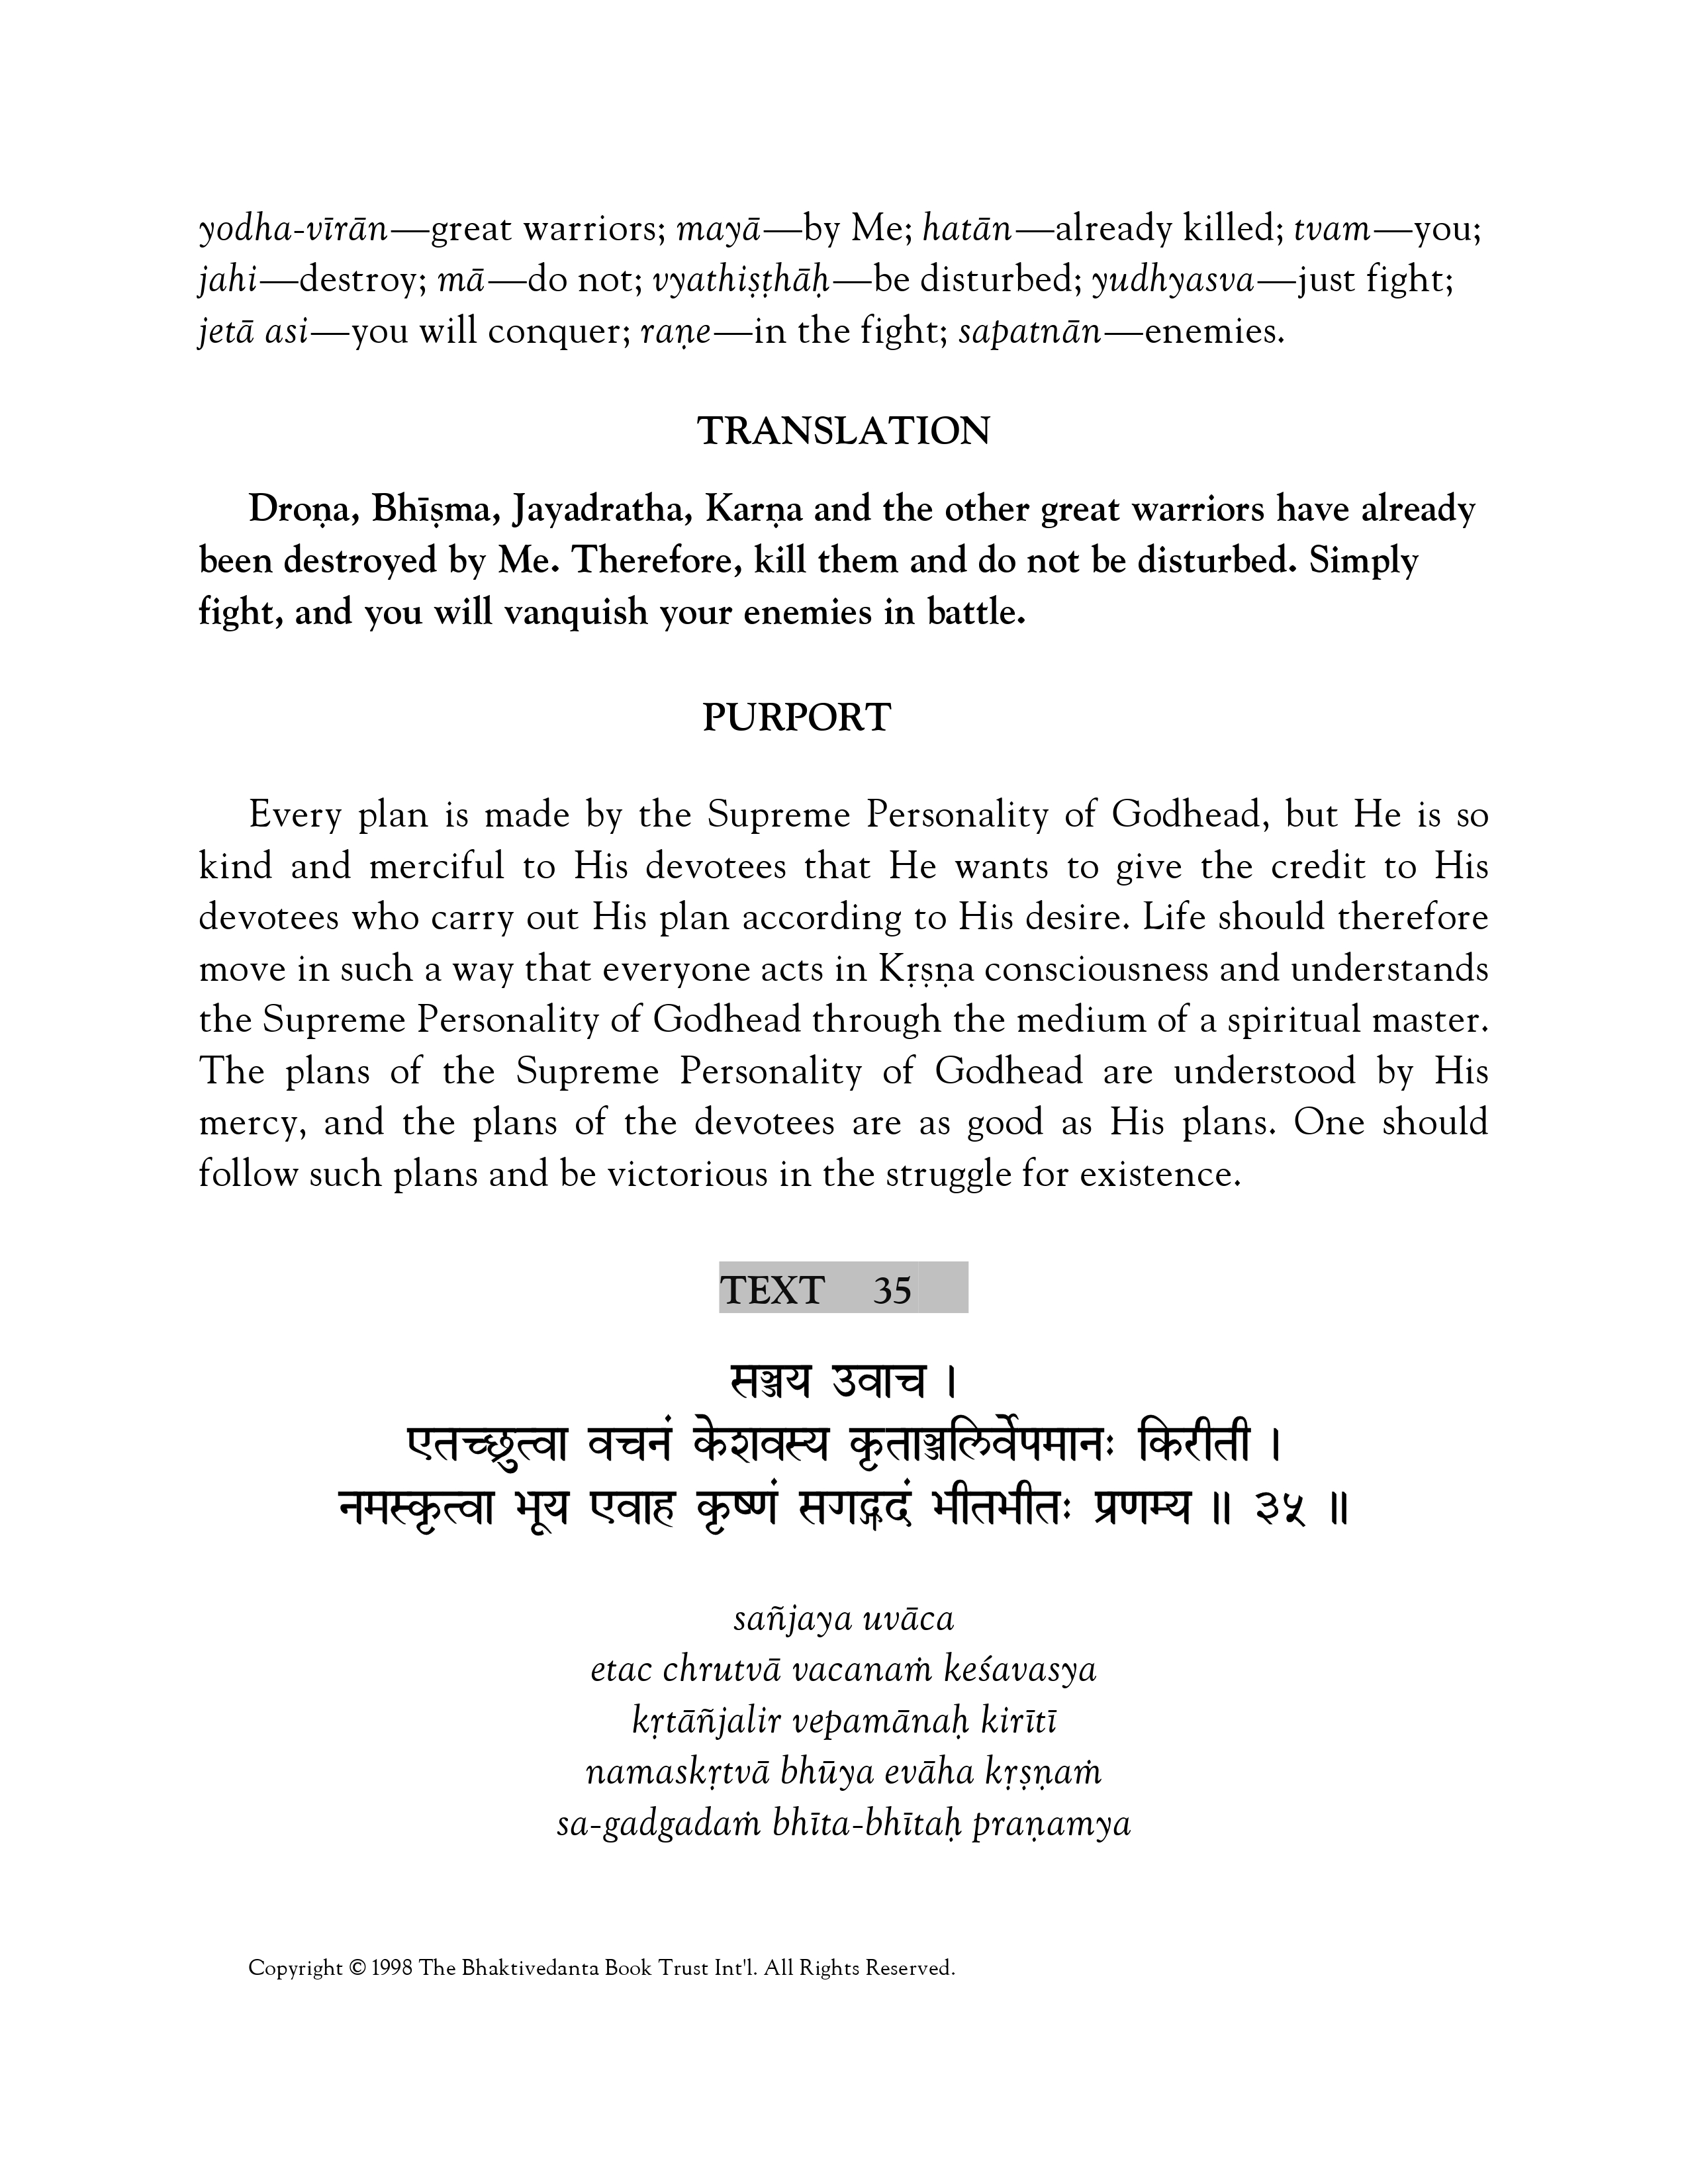 yodha-vīrān—great warriors; mayā—by Me; hatān—already killed; tvam—you;
jahi—destroy; mā—do not; vyathiṣṭhāḥ—be disturbed; yudhyasva—just fight;
jetā asi—you will conquer; raṇe—in the fight; sapatnān—enemies.
TRANSLATION
Droṇa, Bhīṣma, Jayadratha, Karṇa and the other great warriors have already
been destroyed by Me. Therefore, kill them and do not be disturbed. Simply
fight, and you will vanquish your enemies in battle.
PURPORT
Every plan is made by the Supreme Personality of Godhead, but He is so
kind and merciful to His devotees that He wants to give the credit to His
devotees who carry out His plan according to His desire. Life should therefore
move in such a way that everyone acts in Kṛṣṇa consciousness and understands
the Supreme Personality of Godhead through the medium of a spiritual master.
The plans of the Supreme Personality of Godhead are understood by His
mercy, and the plans of the devotees are as good as His plans. One should
follow such plans and be victorious in the struggle for existence.
TEXT 35
सञ्जय उवाच ।
एतच्छ्रुत्वा वचनं केशवस्य कृताञ्जलिर्वेपमानः किरीती ।
नमस्कृत्वा भूय एवाह कृष्णं सगद्गदं भीतभीतः प्रणम्य ॥ ३५ ॥
sañjaya uvāca
etac chrutvā vacanaṁ keśavasya
kṛtāñjalir vepamānaḥ kirītī
namaskṛtvā bhūya evāha kṛṣṇaṁ
sa-gadgadaṁ bhīta-bhītaḥ praṇamya
Copyright © 1998 The Bhaktivedanta Book Trust Int'l. All Rights Reserved.